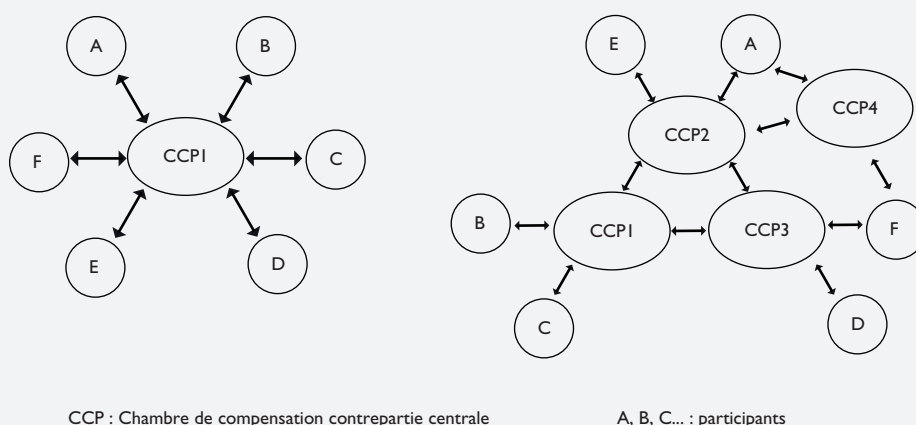 A
B
F
CCP1
C
E
D
E
A
CCP2
CCP4
B
CCP1
CCP3
F
C
D
CCP : Chambre de compensation contrepartie centrale
A, B, C... : participants